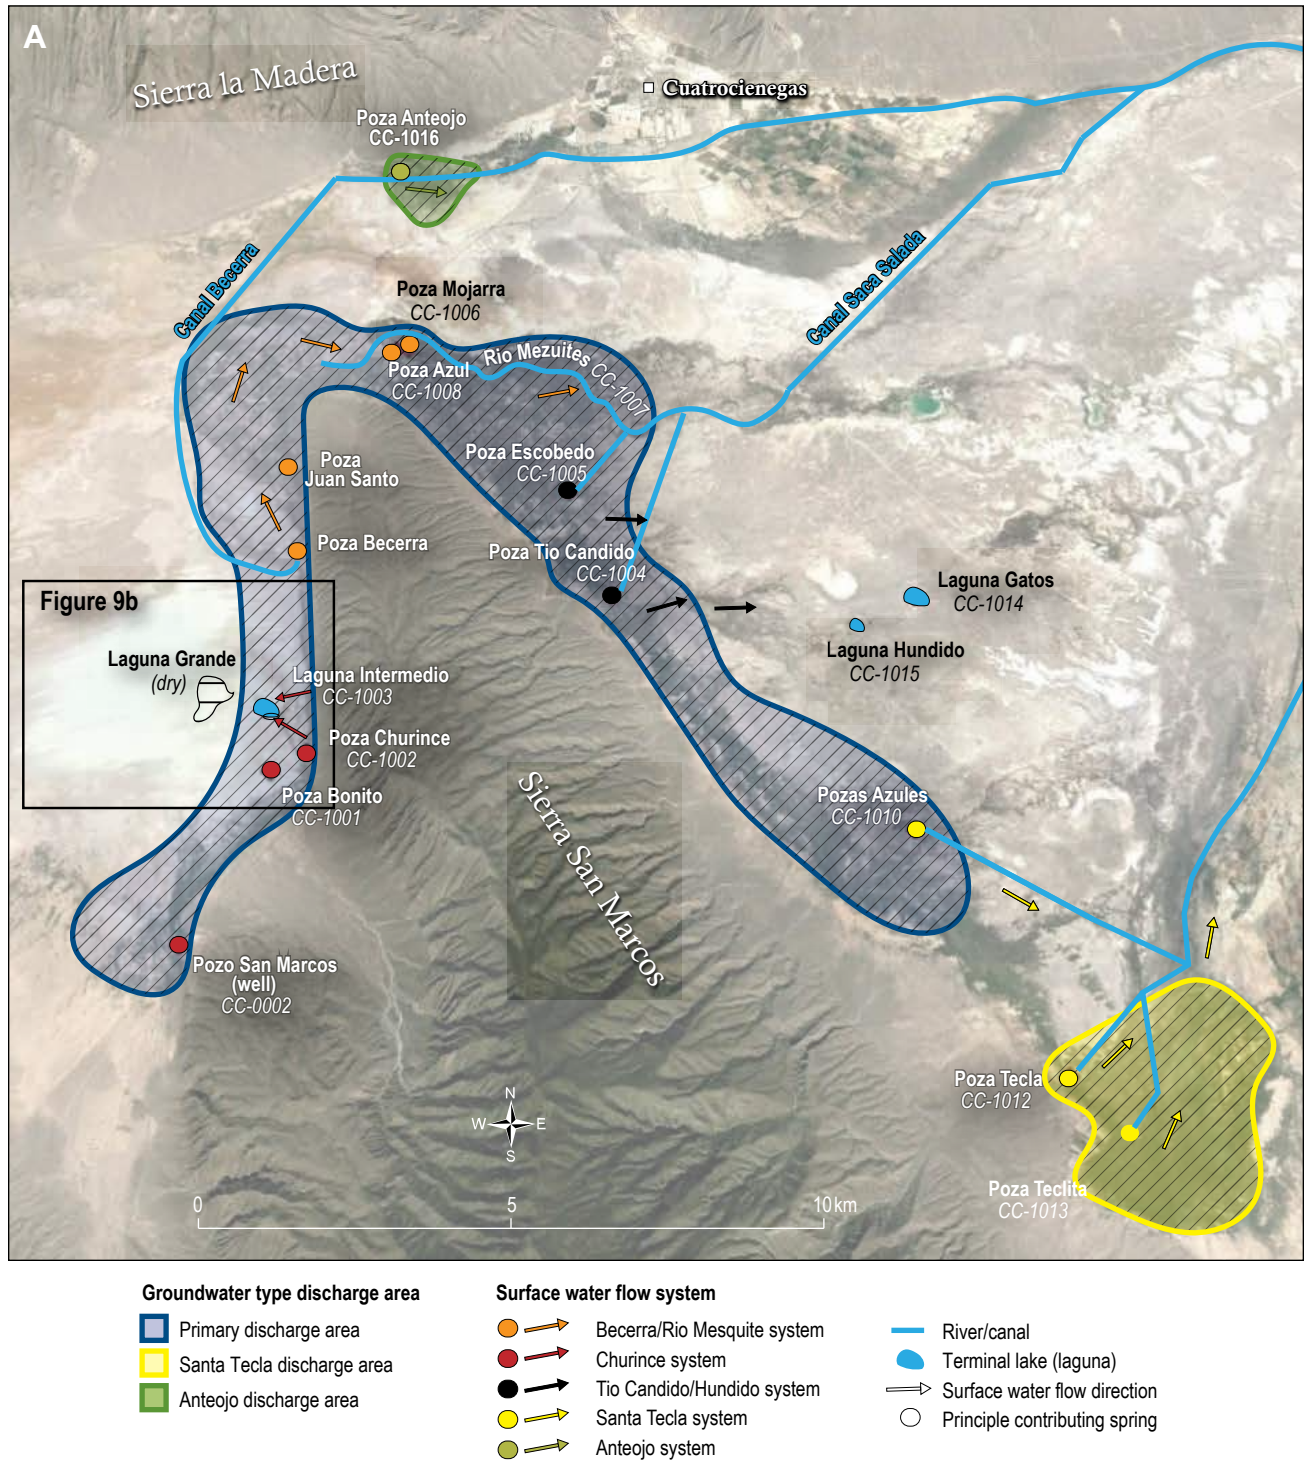 A
Sierra la Madera
Cuatrocienegas
Poza Anteojo
CC-1016
Canal Becerra
Canal Saca Salada
Poza Mojarra
CC-1006
Rio Mezuites CC-1007
Poza Azul
CC-1008
Poza Escobedo
CC-1005
Poza
Juan Santo
Poza Becerra
Poza Tio Candido
CC-1004
Figure 9b
Laguna Gatos
CC-1014
Laguna Hundido
CC-1015
Laguna Grande
(dry)
Laguna Intermedio
CC-1003
Poza Churince
CC-1002
Poza Bonito
CC-1001
Sierra San Marcos
Pozas Azules
CC-1010
Pozo San Marcos
(well)
CC-0002
Poza Tecla
CC-1012
Poza Teclita
CC-1013
N
W E
S
0 5 10km
Groundwater type discharge area
Primary discharge area
Santa Tecla discharge area
Anteojo discharge area
Surface water flow system
Becerra/Rio Mesquite system
Churince system
Tio Candido/Hundido system
Santa Tecla system
Anteojo system
River/canal
Terminal lake (laguna)
Surface water flow direction
Principle contributing spring